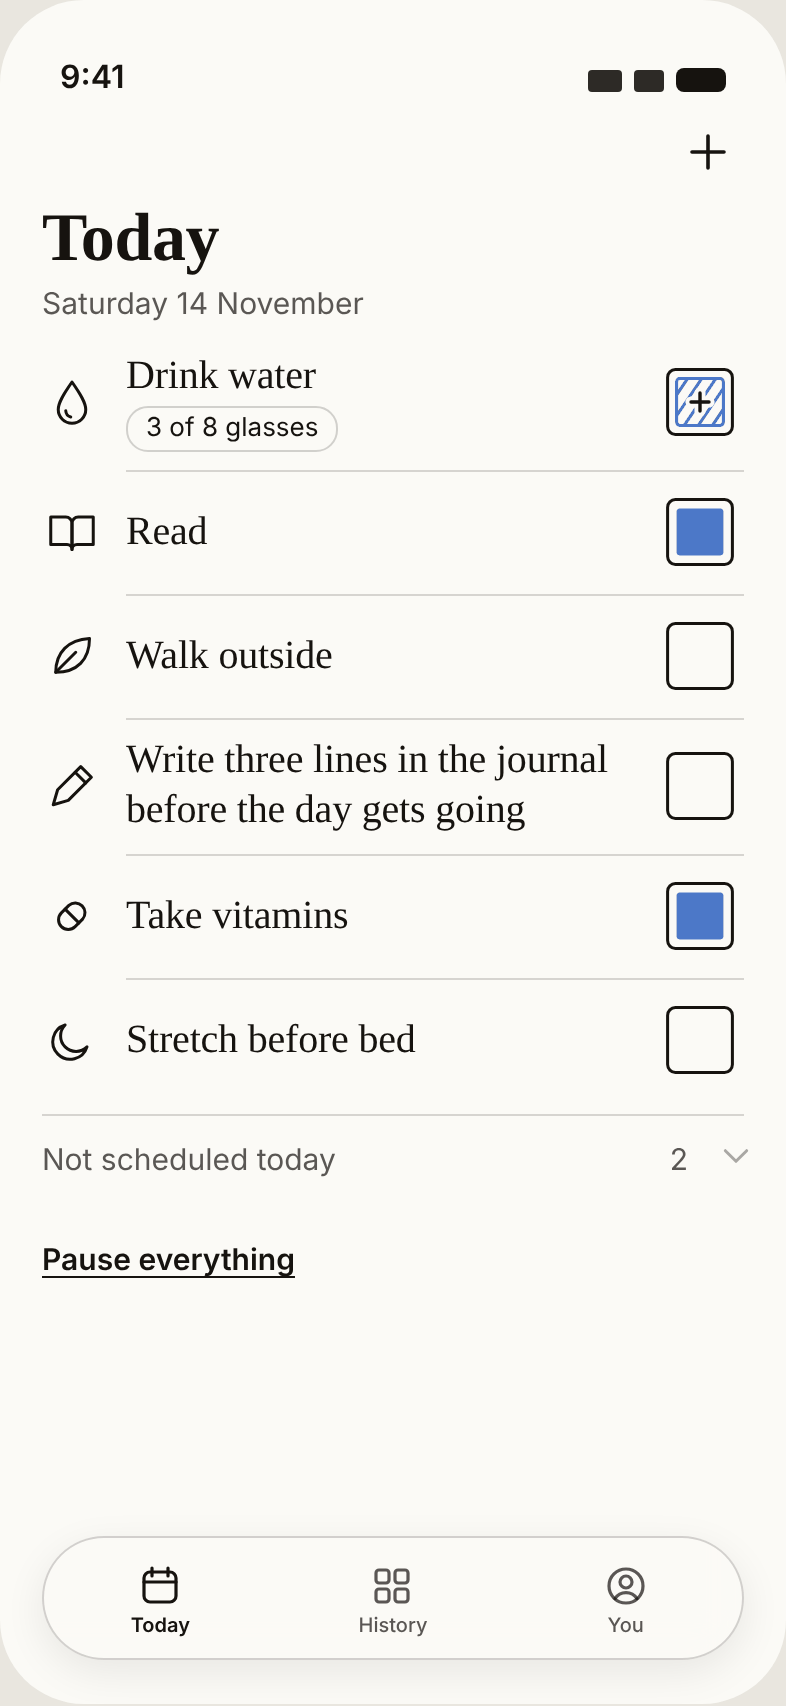 9:41
Today
Saturday 14 November
Drink water
3 of 8 glasses
Read
Walk outside
Write three lines in the journal
before the day gets going
Take vitamins
Stretch before bed
Not scheduled today 2
Pause everything
Today History You